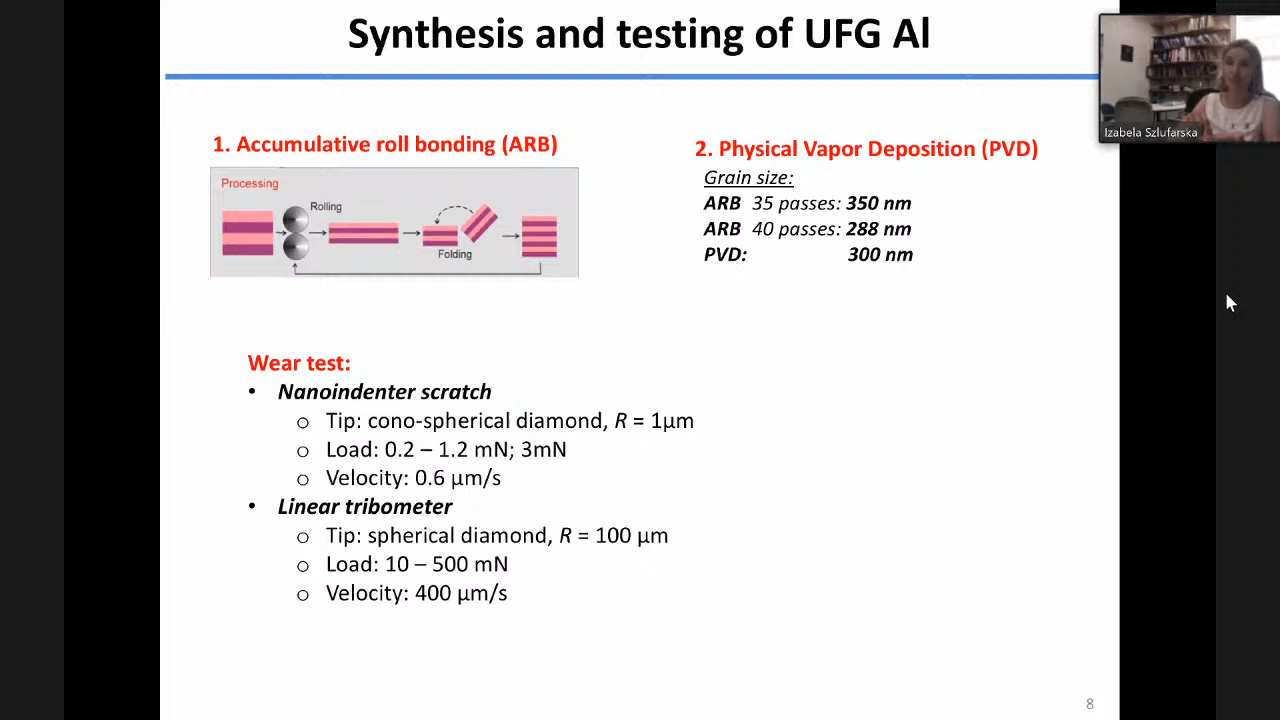 Synthesis and testing of UFG Al
Izabela Szlufarska
1. Accumulative roll bonding (ARB)
Processing
Rolling
Folding
2. Physical Vapor Deposition (PVD)
Grain size:
ARB 35 passes: 350 nm
ARB 40 passes: 288 nm
PVD: 300 nm
Wear test:
• Nanoindenter scratch
o Tip: cono-spherical diamond, R = 1µm
o Load: 0.2 – 1.2 mN; 3mN
o Velocity: 0.6 µm/s
• Linear tribometer
o Tip: spherical diamond, R = 100 µm
o Load: 10 – 500 mN
o Velocity: 400 µm/s
8